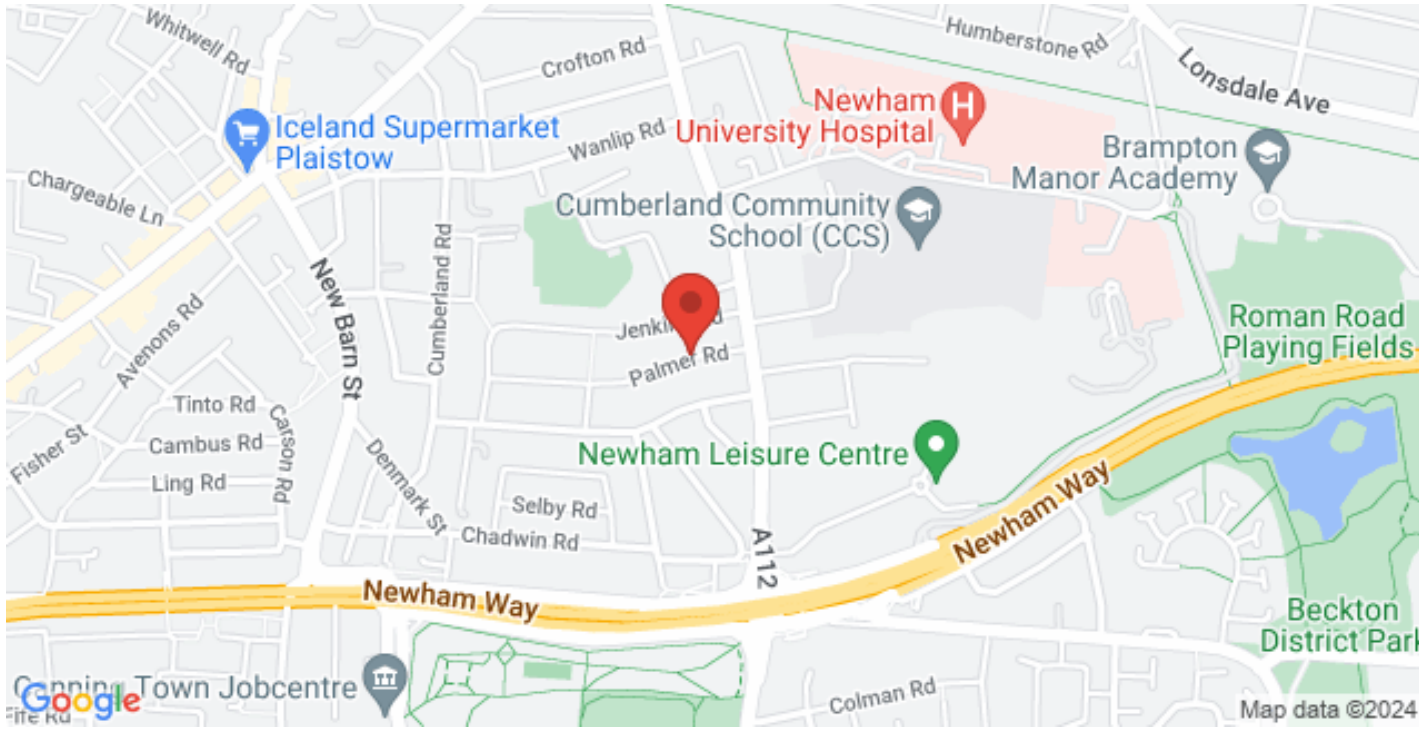 Whitwell Rd
Crofton Rd
Humberstone Rd
Lonsdale Ave
Iceland Supermarket
Plaistow
Wanlip Rd
Newham
University Hospital
H
Brampton
Manor Academy
Chargeable Ln
Cumberland Community
School (CCS)
Cumberland Rd
New Barn St
Avenons Rd
Palmer Rd
Roman Road
Playing Fields
Tinto Rd
Carson Rd
Cambus Rd
Fisher St
Ling Rd
Denmark St
Newham Leisure Centre
Selby Rd
Chadwin Rd
A112
Newham Way
Newham Way
Beckton
District Park
Town Jobcentre
Colman Rd
Google
Map data ©2024